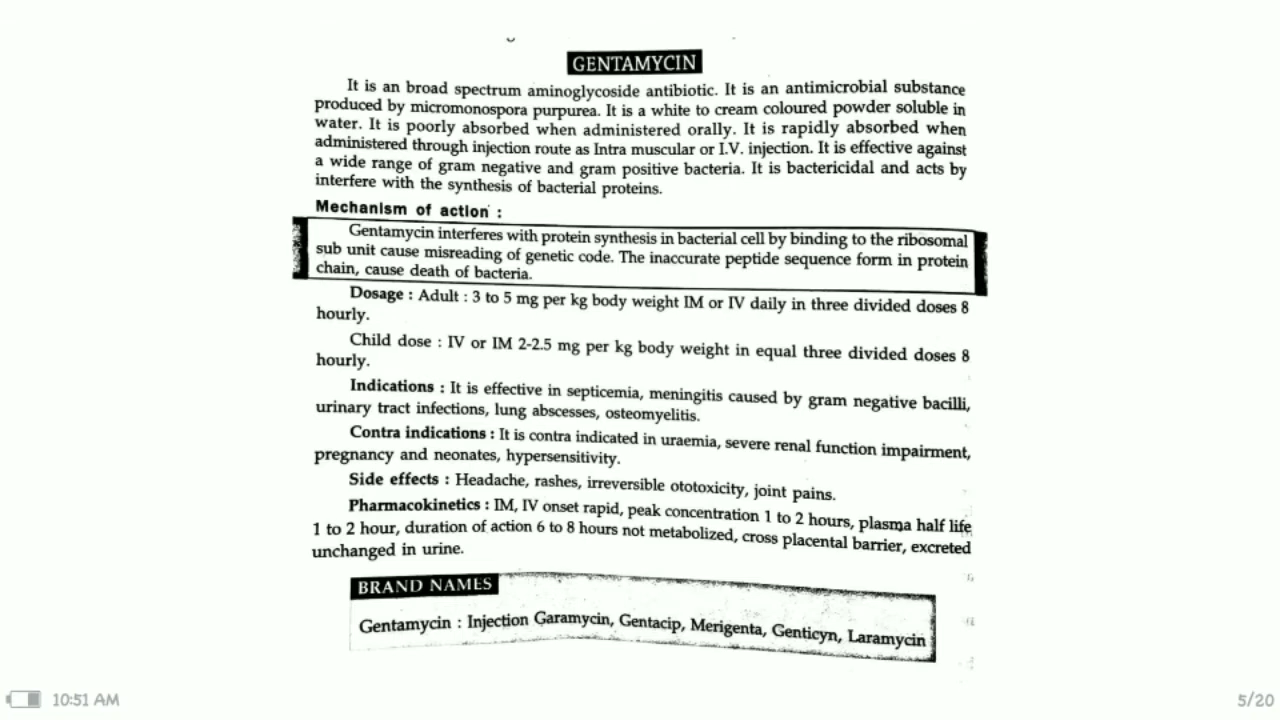 GENTAMYCIN
It is an broad spectrum aminoglycoside antibiotic. It is an antimicrobial substance
produced by micromonospora purpurea. It is a white to cream coloured powder soluble in
water. It is poorly absorbed when administered orally. It is rapidly absorbed when
administered through injection route as Intra muscular or I.V. injection. It is effective against
a wide range of gram negative and gram positive bacteria. It is bactericidal and acts by
interfere with the synthesis of bacterial proteins.
Mechanism of action :
Gentamycin interferes with protein synthesis in bacterial cell by binding to the ribosomal
sub unit cause misreading of genetic code. The inaccurate peptide sequence form in protein
chain, cause death of bacteria.
Dosage : Adult : 3 to 5 mg per kg body weight IM or IV daily in three divided doses 8
hourly.
Child dose : IV or IM 2-2.5 mg per kg body weight in equal three divided doses 8
hourly.
Indications : It is effective in septicemia, meningitis caused by gram negative bacilli,
urinary tract infections, lung abscesses, osteomyelitis.
Contra indications : It is contra indicated in uraemia, severe renal function impairment,
pregnancy and neonates, hypersensitivity.
Side effects : Headache, rashes, irreversible ototoxicity, joint pains.
Pharmacokinetics : IM, IV onset rapid, peak concentration 1 to 2 hours, plasma half life
1 to 2 hour, duration of action 6 to 8 hours not metabolized, cross placental barrier, excreted
unchanged in urine.
BRAND NAMES
Gentamycin : Injection Garamycin, Gentacip, Merigenta, Genticyn, Laramycin
10:51 AM
5/20